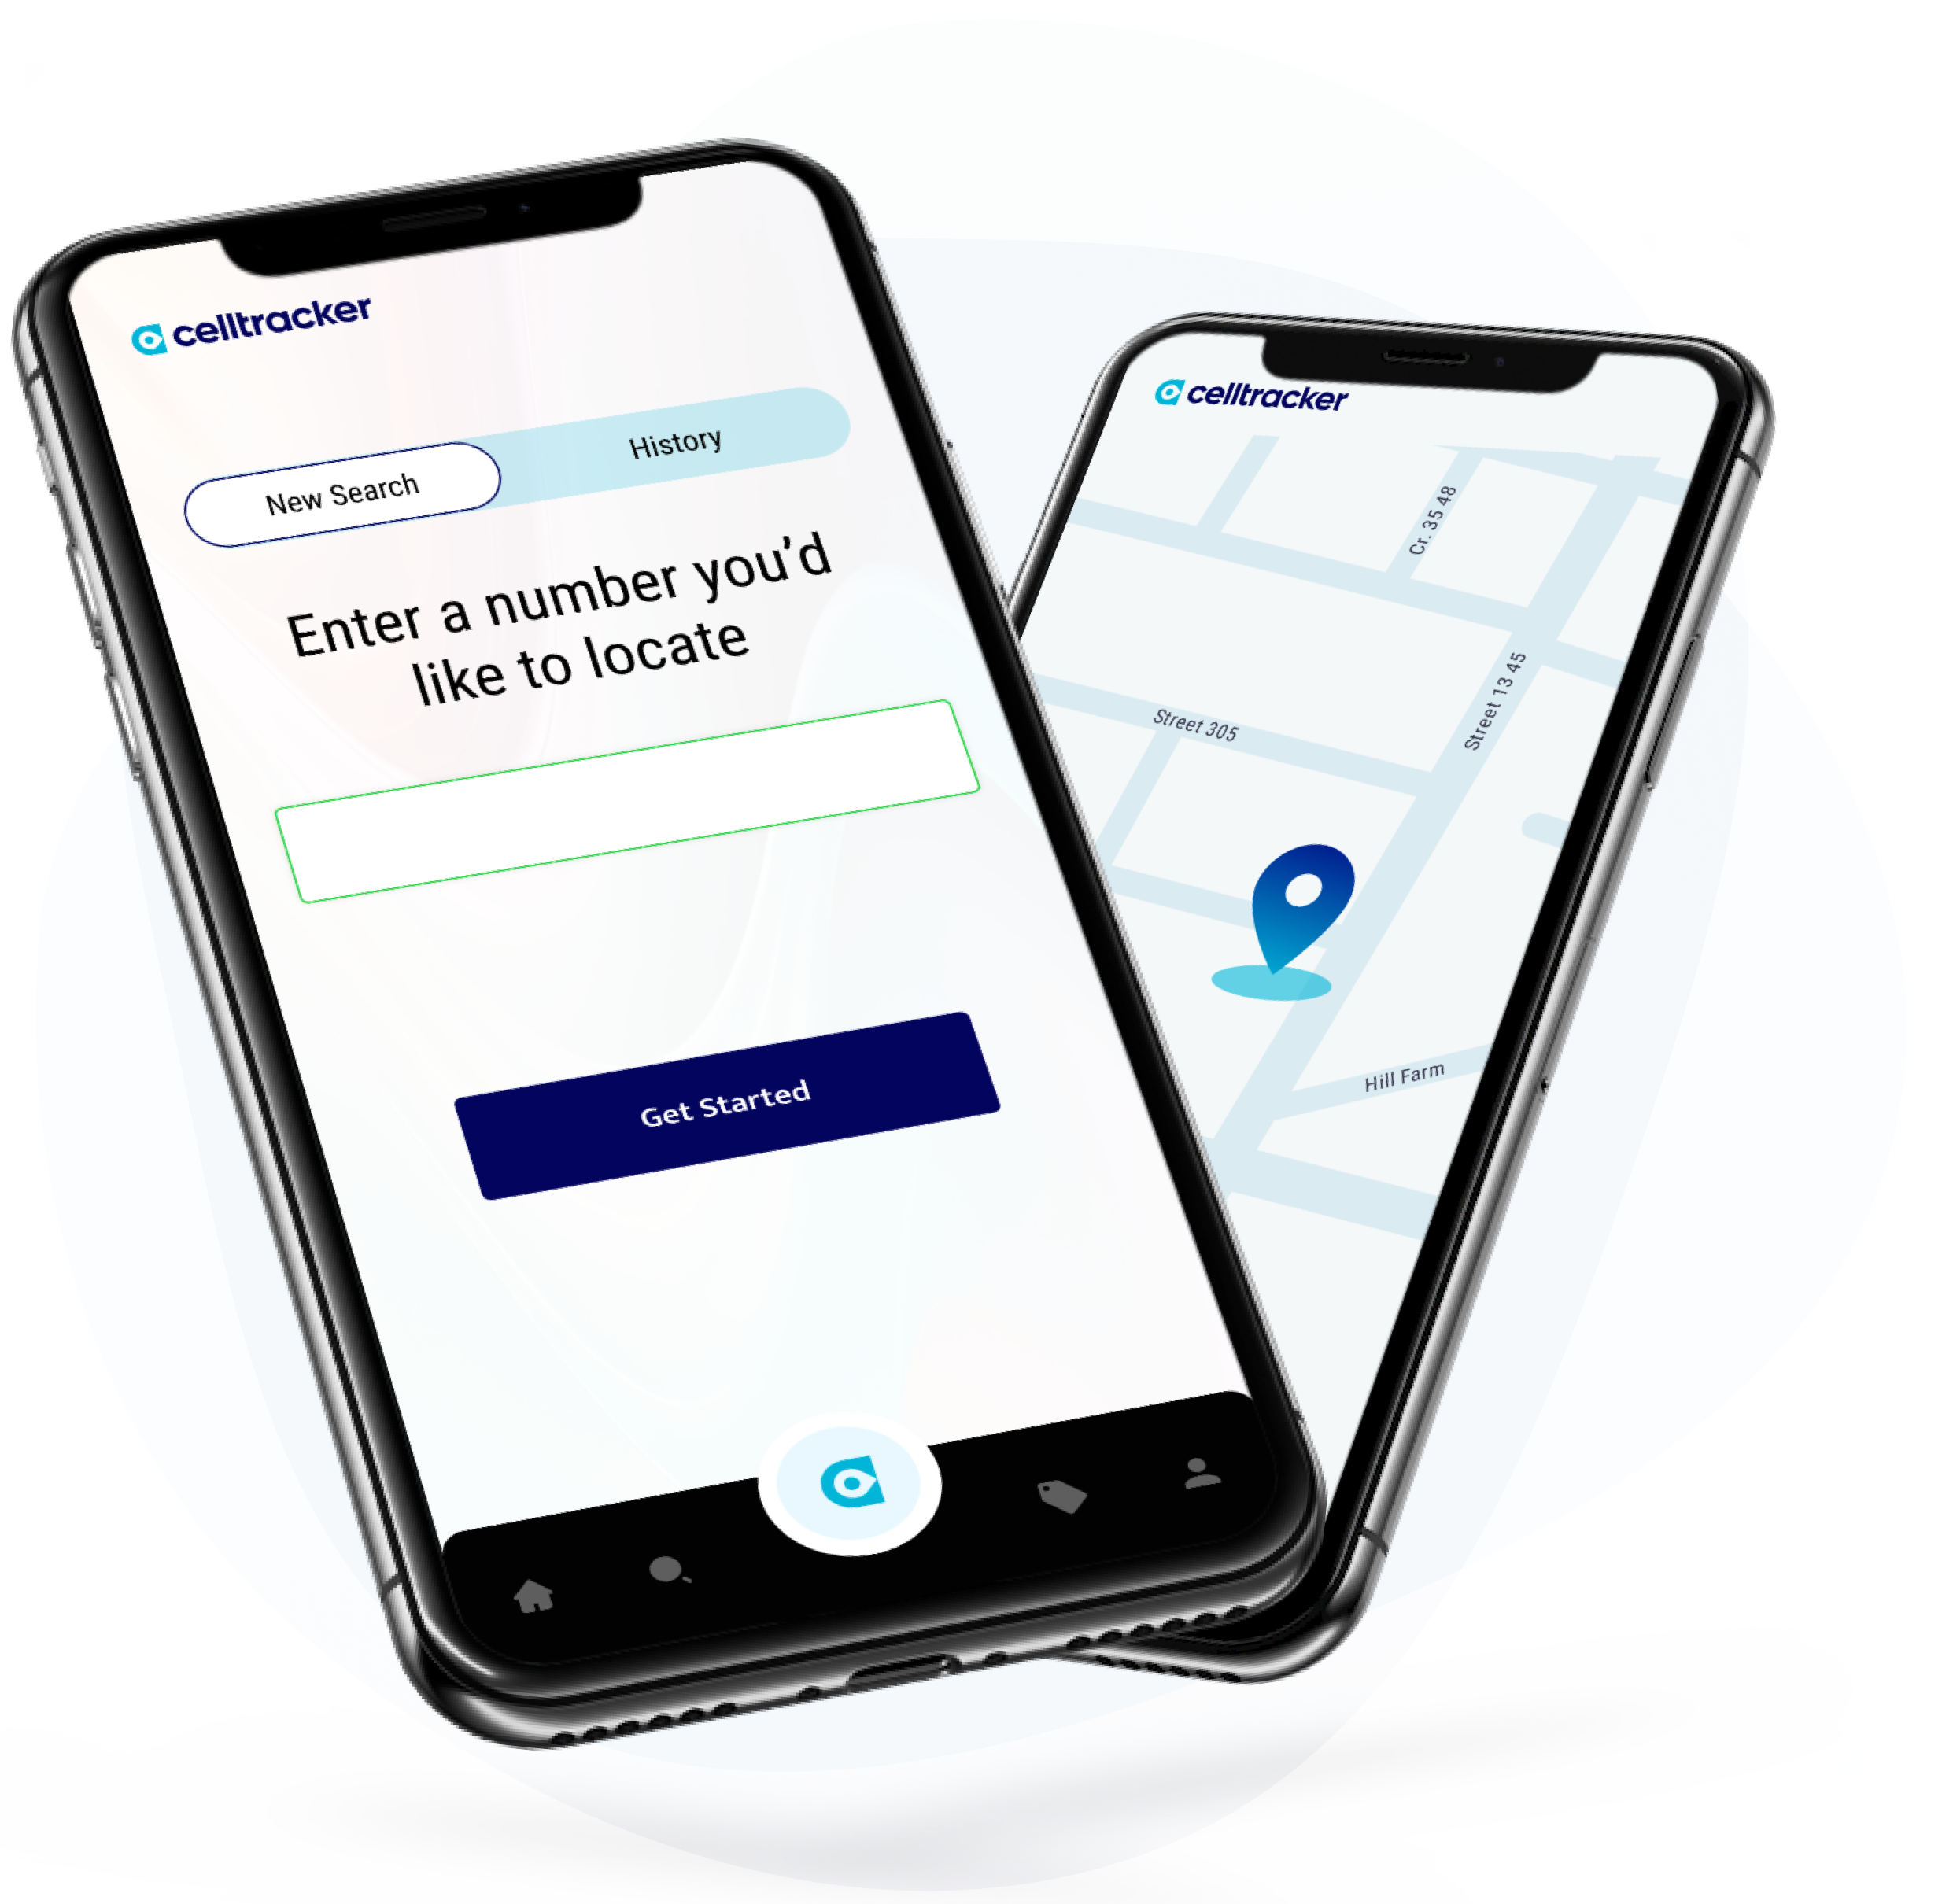 celltracker
New Search
History
Enter a number you'd
like to locate
Get Started
celltracker
Cr. 35 48
Street 13 45
Street 305
Hill Farm